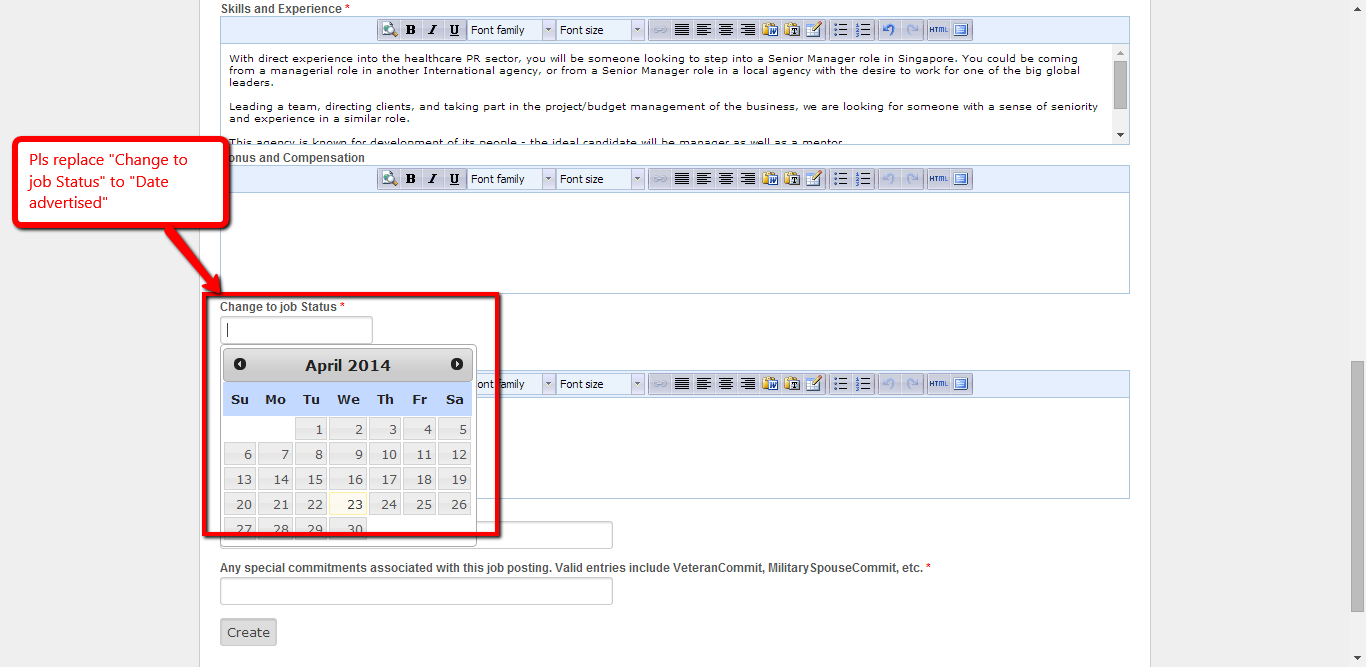 Skills and Experience *
B I U Font family Font size HTML
With direct experience into the healthcare PR sector, you will be someone looking to step into a Senior Manager role in Singapore. You could be coming
from a managerial role in another International agency, or from a Senior Manager role in a local agency with the desire to work for one of the big global
leaders.
Leading a team, directing clients, and taking part in the project/budget management of the business, we are looking for someone with a sense of seniority
and experience in a similar role.
This agency is known for development of its people - the ideal candidate will be manager as well as a mentor
Pls replace "Change to
job Status" to "Date
advertised"
onus and Compensation
B I U Font family Font size HTML
Change to job Status *
April 2014
ont family Font size HTML
Su Mo Tu We Th Fr Sa
1 2 3 4 5
6 7 8 9 10 11 12
13 14 15 16 17 18 19
20 21 22 23 24 25 26
27 28 29 30
Any special commitments associated with this job posting. Valid entries include VeteranCommit, MilitarySpouseCommit, etc. *
Create